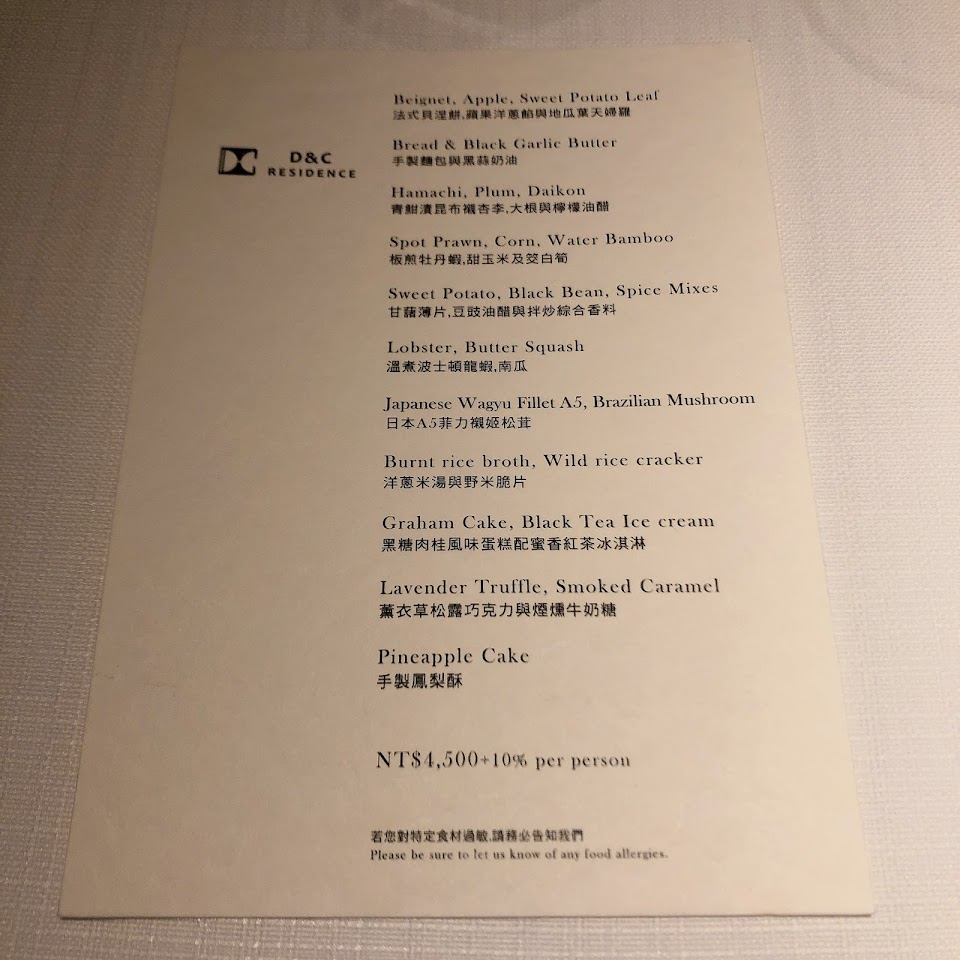 D&C
RESIDENCE
Beignet, Apple, Sweet Potato Leaf
法式貝涅餅,蘋果洋蔥餡與地瓜葉天婦羅
Bread & Black Garlic Butter
手製麵包與黑蒜奶油
Hamachi, Plum, Daikon
青魽漬昆布襯杏李,大根與檸檬油醋
Spot Prawn, Corn, Water Bamboo
板煎牡丹蝦,甜玉米及筊白筍
Sweet Potato, Black Bean, Spice Mixes
甘藷薄片,豆豉油醋與拌炒綜合香料
Lobster, Butter Squash
溫煮波士頓龍蝦,南瓜
Japanese Wagyu Fillet A5, Brazilian Mushroom
日本A5菲力襯姬松茸
Burnt rice broth, Wild rice cracker
洋蔥米湯與野米脆片
Graham Cake, Black Tea Ice cream
黑糖肉桂風味蛋糕配蜜香紅茶冰淇淋
Lavender Truffle, Smoked Caramel
薰衣草松露巧克力與煙燻牛奶糖
Pineapple Cake
手製鳳梨酥
NT$4,500+10% per person
若您對特定食材過敏,請務必告知我們
Please be sure to let us know of any food allergies.